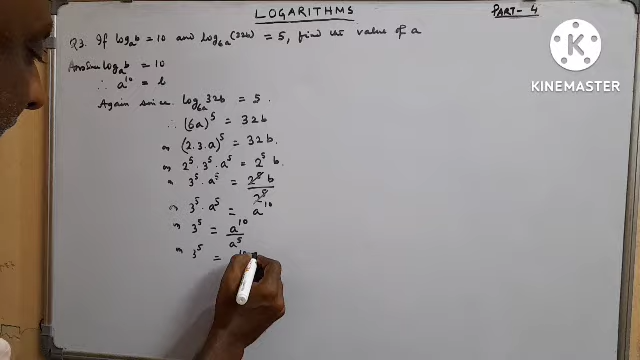 LOGARITHMS
PART-4
Q3. If log_a b = 10 and log_6a (32b) = 5, find the value of a
Ans Since log_a b = 10
∴ a^10 = b
Again since log_6a 32b = 5.
∴ (6a)^5 = 32b
⇒ (2.3.a)^5 = 32b.
⇒ 2^5 · 3^5 · a^5 = 2^5 b.
⇒ 3^5 · a^5 = 2^5 b / 2^5
⇒ 3^5 · a^5 = a^10
⇒ 3^5 = a^10 / a^5
⇒ 3^5 =
KINEMASTER